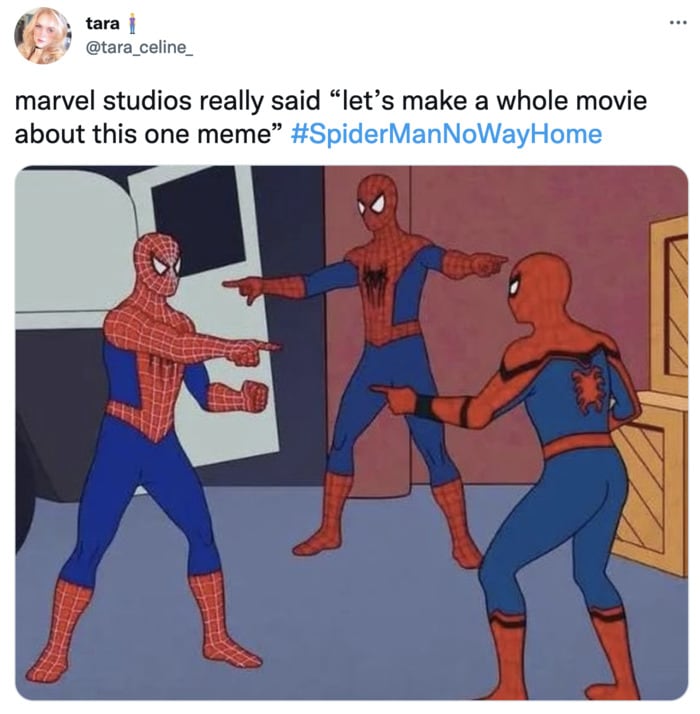 tara
@tara_celine_
marvel studios really said “let’s make a whole movie
about this one meme” #SpiderManNoWayHome